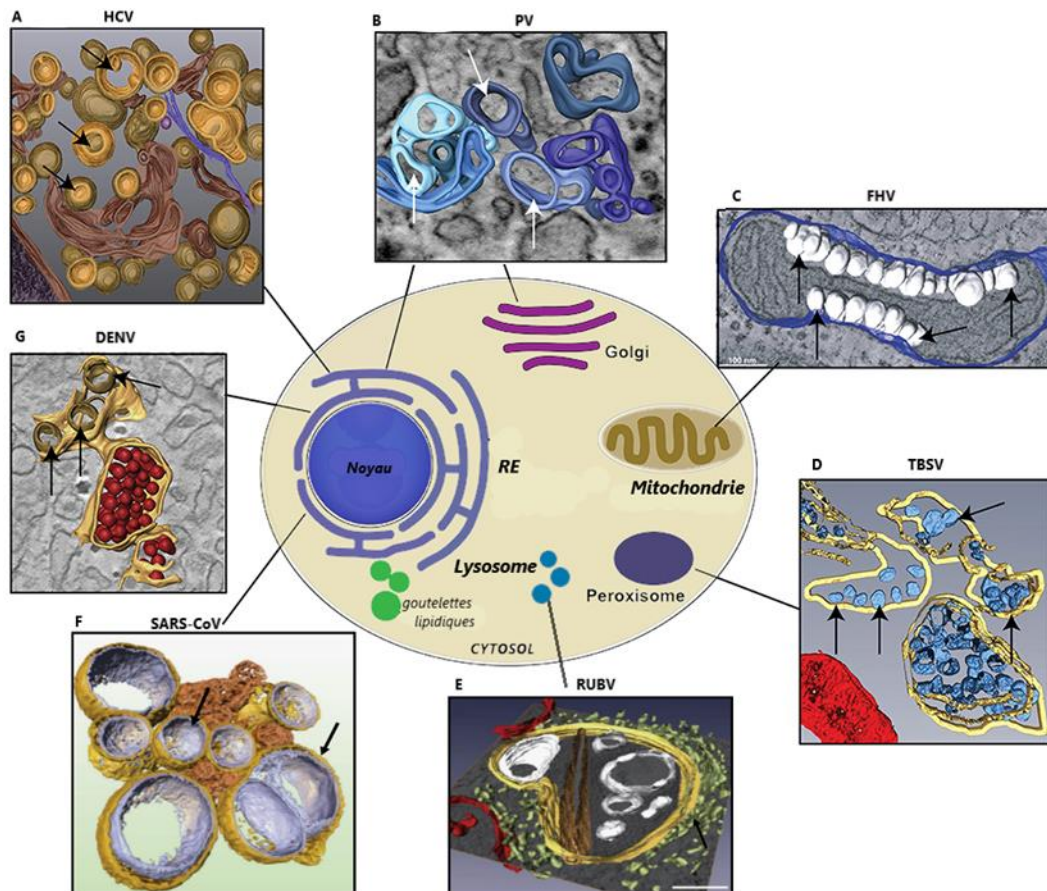 A
HCV
B
PV
C
FHV
100 nm
G
DENV
Golgi
Noyau
RE
Mitochondrie
D
TBSV
Lysosome
Peroxisome
goutelettes
lipidiques
CYTOSOL
F
SARS-CoV
E
RUBV